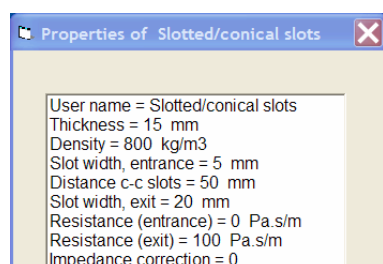 Properties of Slotted/conical slots
User name = Slotted/conical slots
Thickness = 15 mm
Density = 800 kg/m3
Slot width, entrance = 5 mm
Distance c-c slots = 50 mm
Slot width, exit = 20 mm
Resistance (entrance) = 0 Pa.s/m
Resistance (exit) = 100 Pa.s/m
Impedance correction = 0